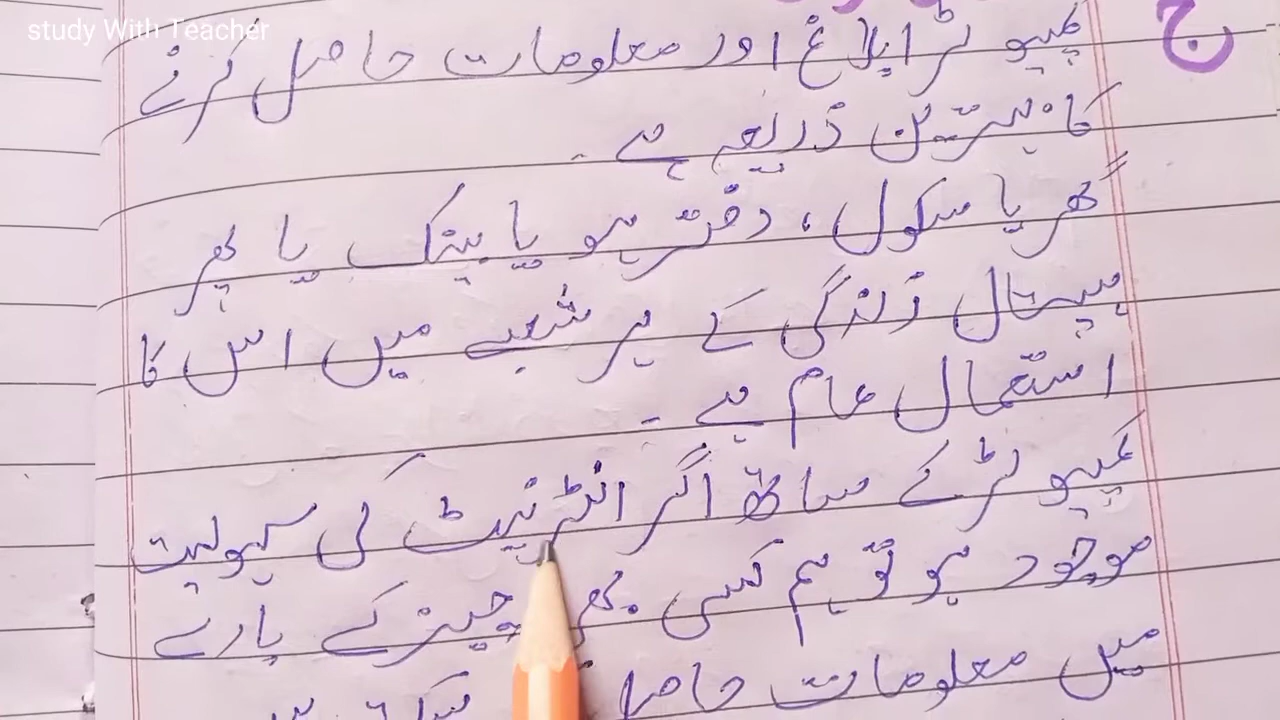 study With Teacher
ج
کمپیوٹر ابلاغ اور معلومات حاصل کرنے
کا بہترین ذریعہ ہے۔
گھر یا سکول، دفتر ہو یا بینک یا پھر
ہسپتال زندگی کے ہر شعبے میں اس کا
استعمال عام ہے۔
کمپیوٹر کے ساتھ اگر انٹرنیٹ کی سہولیت
موجود ہو تو ہم کسی بھی چیز کے بارے
میں معلومات حاصل